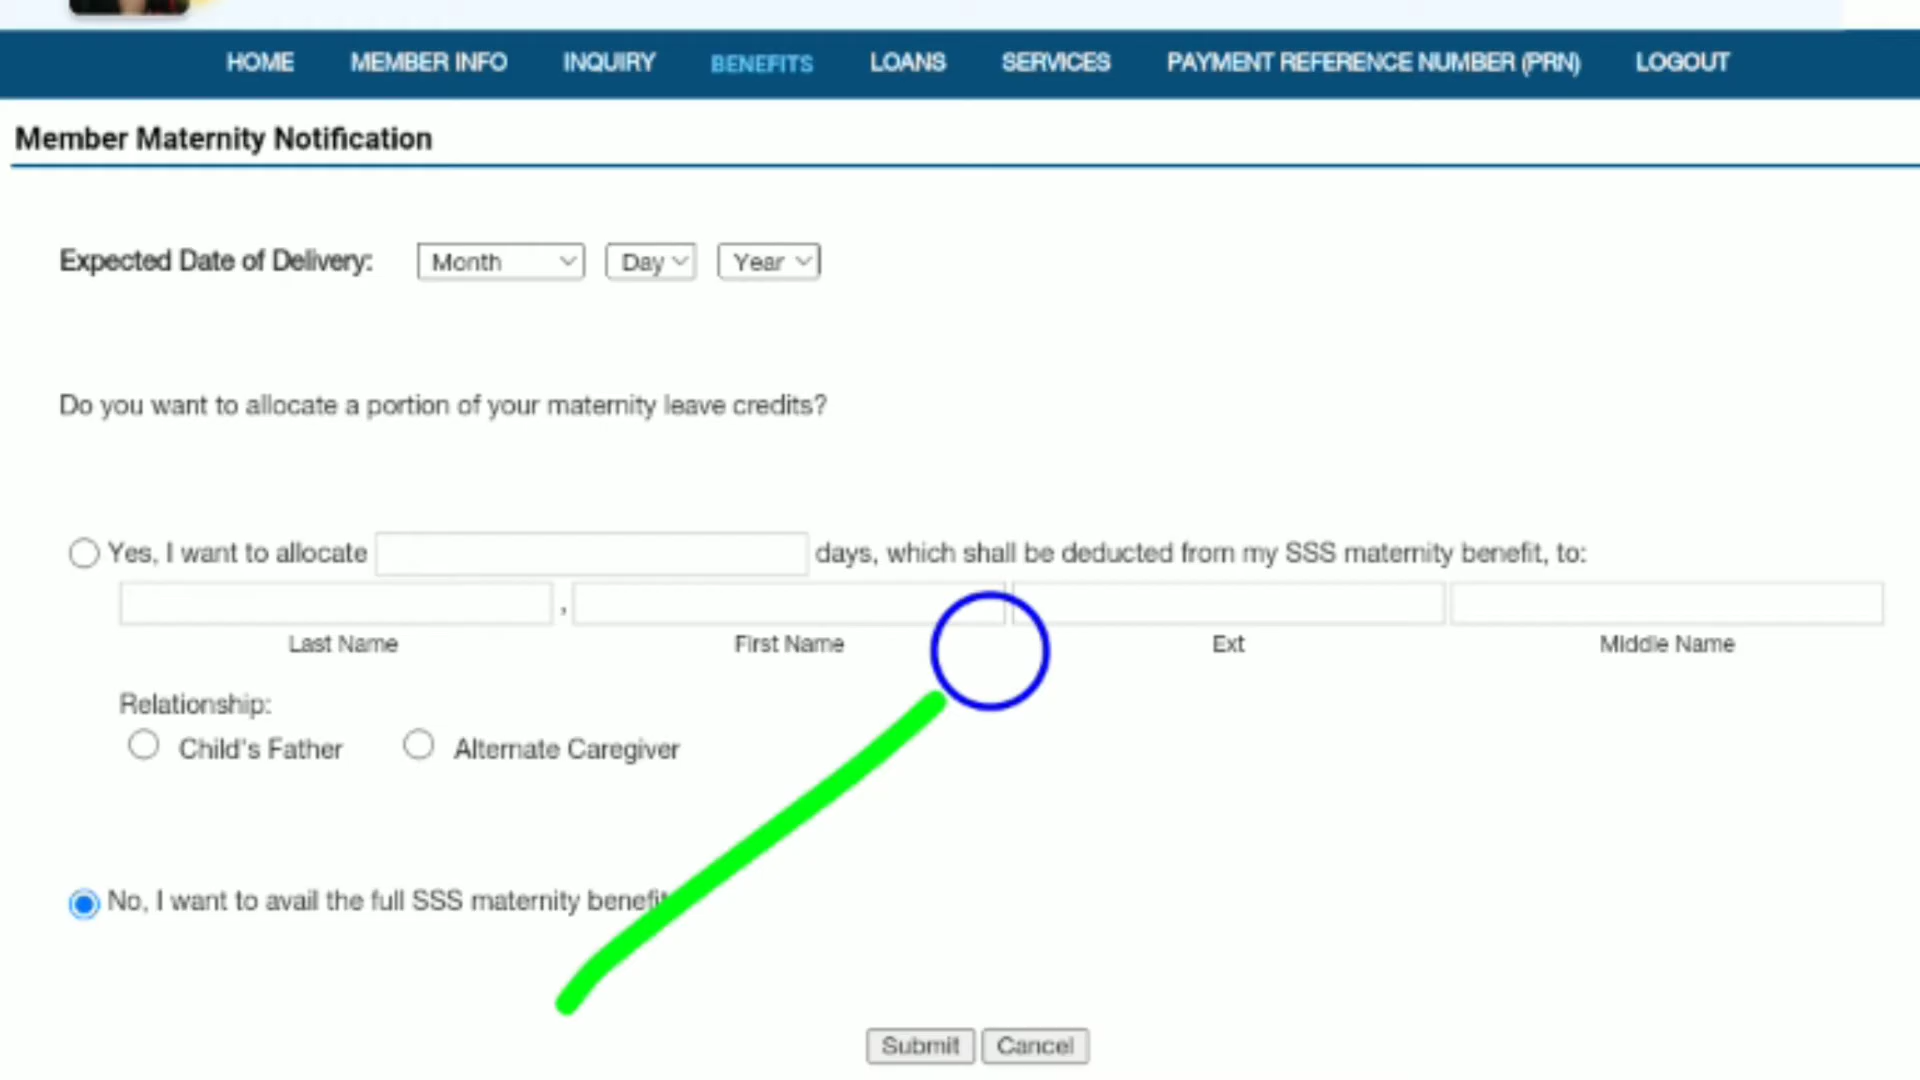 HOME MEMBER INFO INQUIRY BENEFITS LOANS SERVICES PAYMENT REFERENCE NUMBER (PRN) LOGOUT
Member Maternity Notification
Expected Date of Delivery: Month Day Year
Do you want to allocate a portion of your maternity leave credits?
Yes, I want to allocate days, which shall be deducted from my SSS maternity benefit, to:
,
Last Name First Name Ext Middle Name
Relationship:
Child's Father Alternate Caregiver
No, I want to avail the full SSS maternity benefit
Submit Cancel